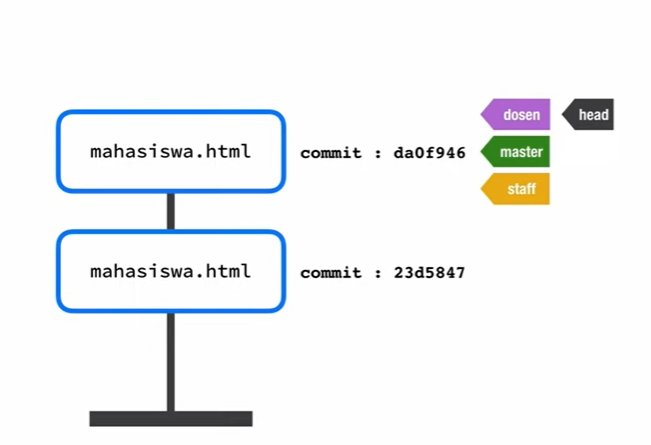 dosen head
mahasiswa.html commit : da0f946 master
staff
mahasiswa.html commit : 23d5847